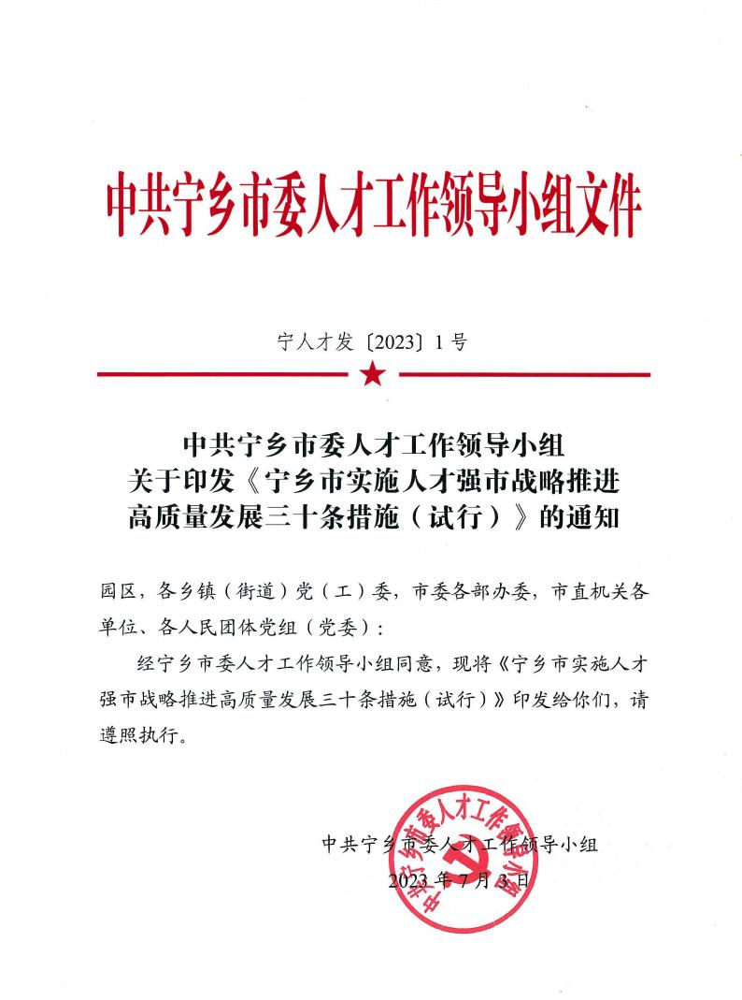 中共宁乡市委人才工作领导小组文件
宁人才发〔2023〕1号
中共宁乡市委人才工作领导小组
关于印发《宁乡市实施人才强市战略推进
高质量发展三十条措施（试行）》的通知
园区，各乡镇（街道）党（工）委，市委各部办委，市直机关各
单位、各人民团体党组（党委）：
经宁乡市委人才工作领导小组同意，现将《宁乡市实施人才
强市战略推进高质量发展三十条措施（试行）》印发给你们，请
遵照执行。
中共宁乡市委人才工作领导小组
2023年7月3日
中共宁乡市委人才工作领导小组